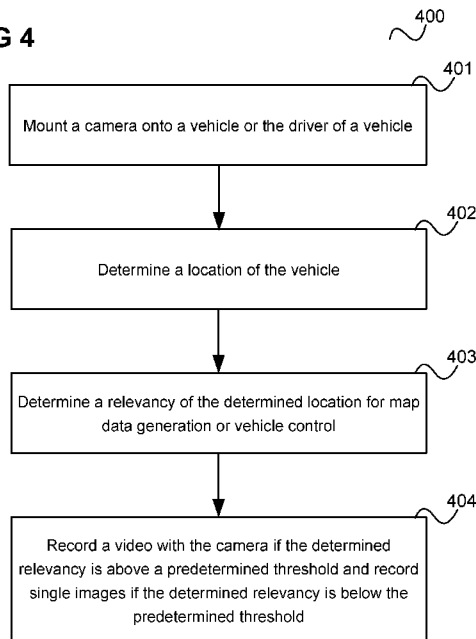 G 4
400
401
Mount a camera onto a vehicle or the driver of a vehicle
402
Determine a location of the vehicle
403
Determine a relevancy of the determined location for map
data generation or vehicle control
404
Record a video with the camera if the determined
relevancy is above a predetermined threshold and record
single images if the determined relevancy is below the
predetermined threshold